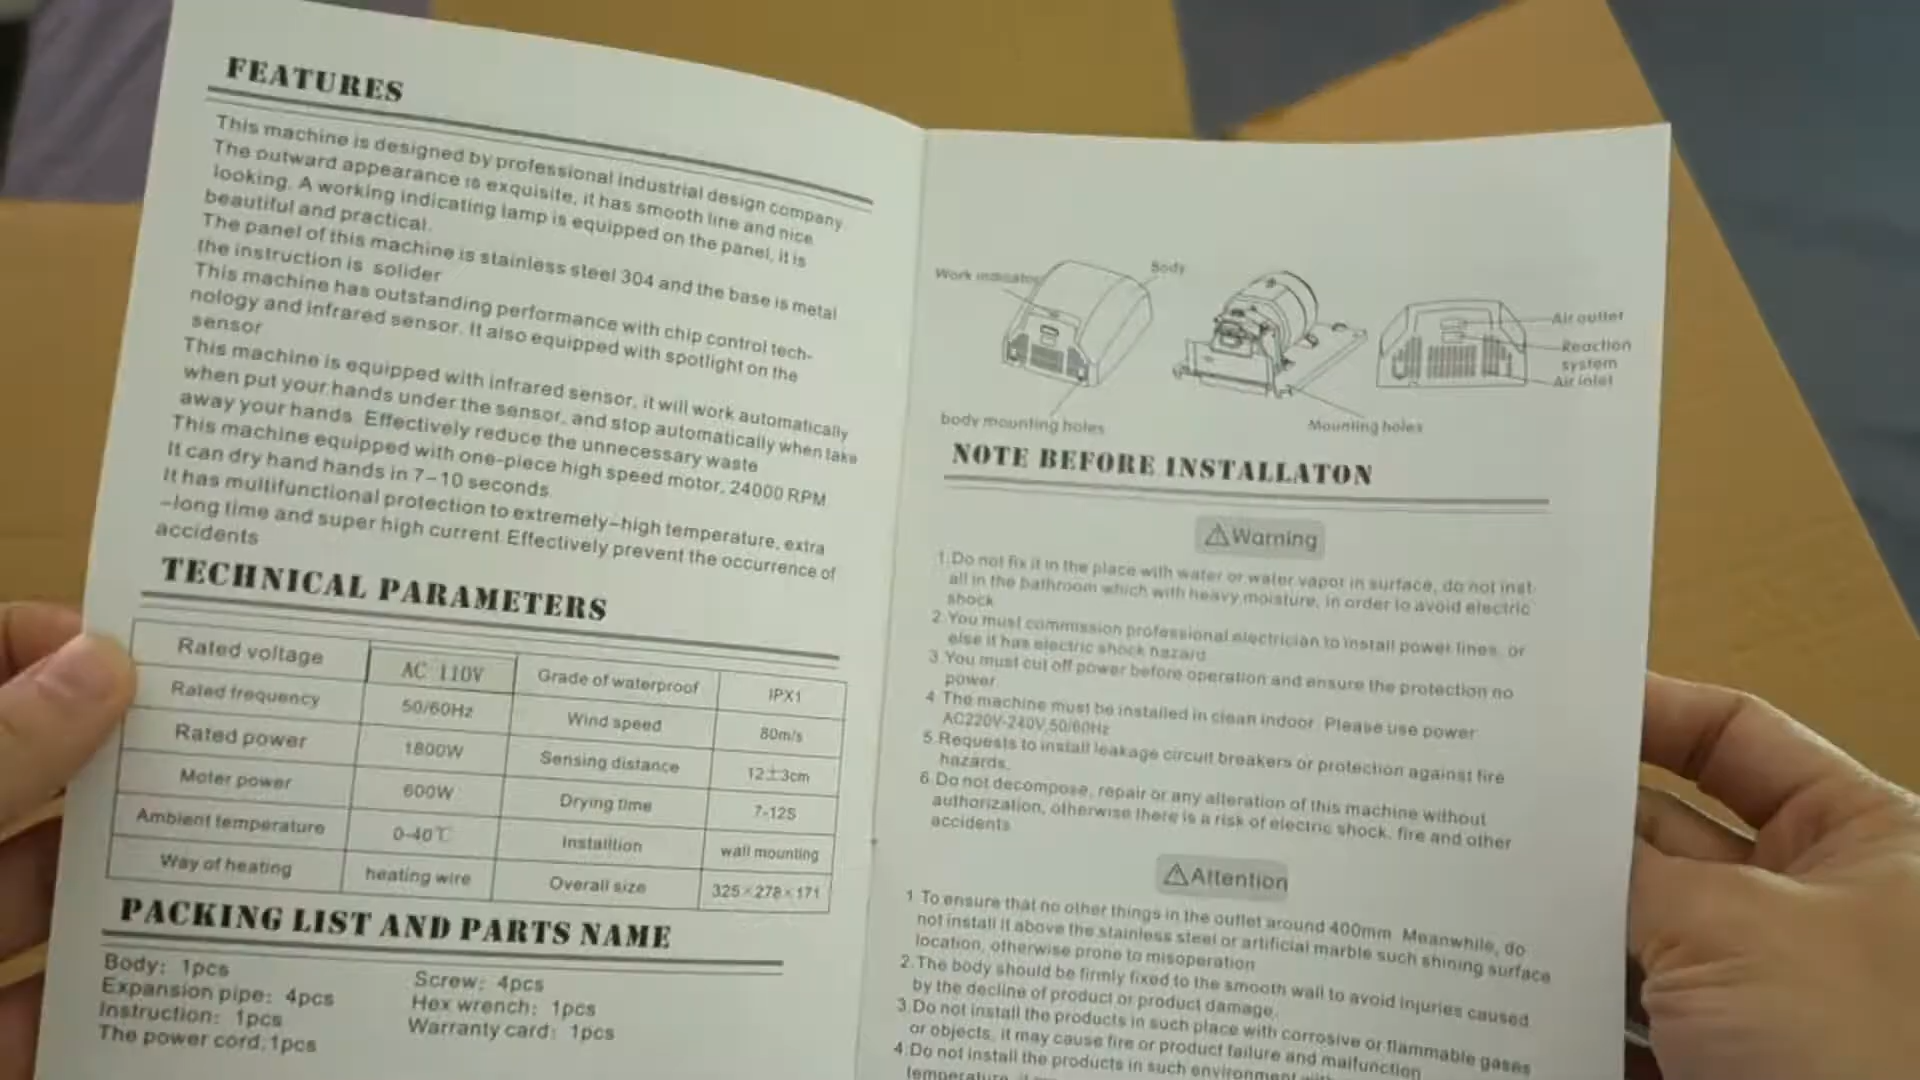 FEATURES
This machine is designed by professional industrial design company.
The outward appearance is exquisite, it has smooth line and nice
looking. A working indicating lamp is equipped on the panel, it is
beautiful and practical.
The panel of this machine is stainless steel 304 and the base is metal
the instruction is solider
This machine has outstanding performance with chip control tech-
nology and infrared sensor. It also equipped with spotlight on the
sensor
This machine is equipped with infrared sensor, it will work automatically
when put your hands under the sensor, and stop automatically when take
away your hands. Effectively reduce the unnecessary waste
This machine equipped with one-piece high speed motor, 24000 RPM
It can dry hand hands in 7-10 seconds
It has multifunctional protection to extremely-high temperature, extra
-long time and super high current. Effectively prevent the occurrence of
accidents
TECHNICAL PARAMETERS
Rated voltage AC 110V Grade of waterproof IPX1
Rated frequency 50/60Hz Wind speed 80m/s
Rated power 1800W Sensing distance 12±3cm
Moter power 600W Drying time 7-12S
Ambient temperature 0-40℃ Installtion wall mounting
Way of heating heating wire Overall size 325×278×171
PACKING LIST AND PARTS NAME
Body: 1pcs Screw: 4pcs
Expansion pipe: 4pcs Hex wrench: 1pcs
Instruction: 1pcs Warranty card: 1pcs
The power cord: 1pcs
Work indicator Body
Air outlet
Reaction
system
Air inlet
body mounting holes Mounting holes
NOTE BEFORE INSTALLATON
Warning
1.Do not fix it in the place with water or water vapor in surface, do not inst-
all in the bathroom which with heavy moisture, in order to avoid electric
shock
2.You must commission professional electrician to install power lines, or
else it has electric shock hazard
3.You must cut off power before operation and ensure the protection no
power
4 The machine must be installed in clean indoor. Please use power
AC220V-240V,50/60Hz
5.Requests to install leakage circuit breakers or protection against fire
hazards.
6.Do not decompose, repair or any alteration of this machine without
authorization, otherwise there is a risk of electric shock, fire and other
accidents
Attention
1 To ensure that no other things in the outlet around 400mm. Meanwhile, do
not install it above the stainless steel or artificial marble such shining surface
location, otherwise prone to misoperation
2.The body should be firmly fixed to the smooth wall to avoid injuries caused
by the decline of product or product damage.
3.Do not install the products in such place with corrosive or flammable gases
or objects, it may cause fire or product failure and malfunction
4.Do not install the products in such environment
temperature,